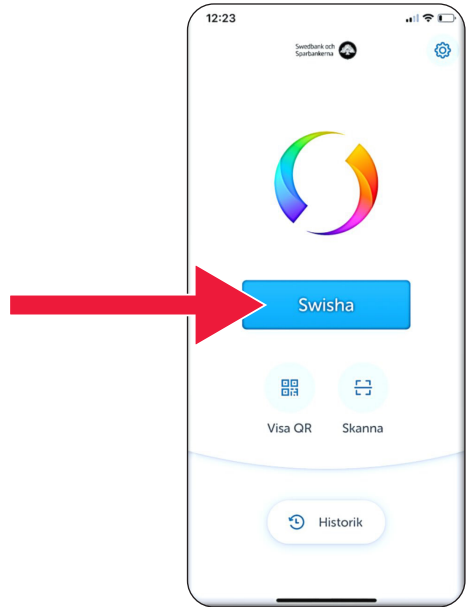 12:23
Swedbank och
Sparbankerna
Swisha
Visa QR
Skanna
Historik